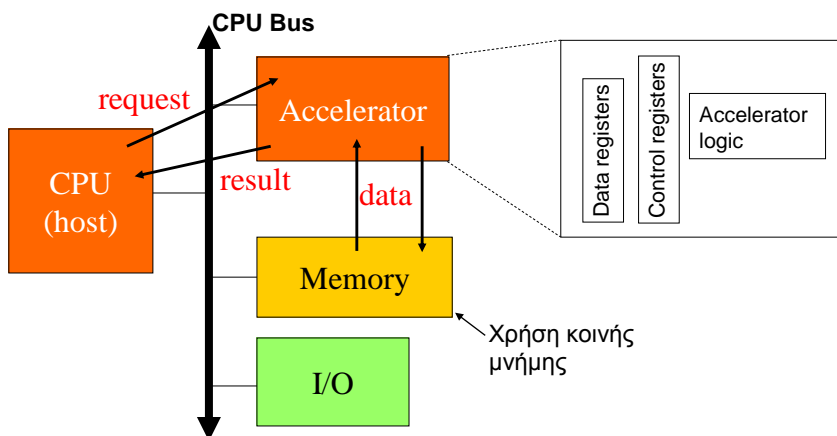 CPU Bus
request
Accelerator
CPU
(host)
result
data
Memory
I/O
Data registers
Control registers
Accelerator
logic
Χρήση κοινής
μνήμης